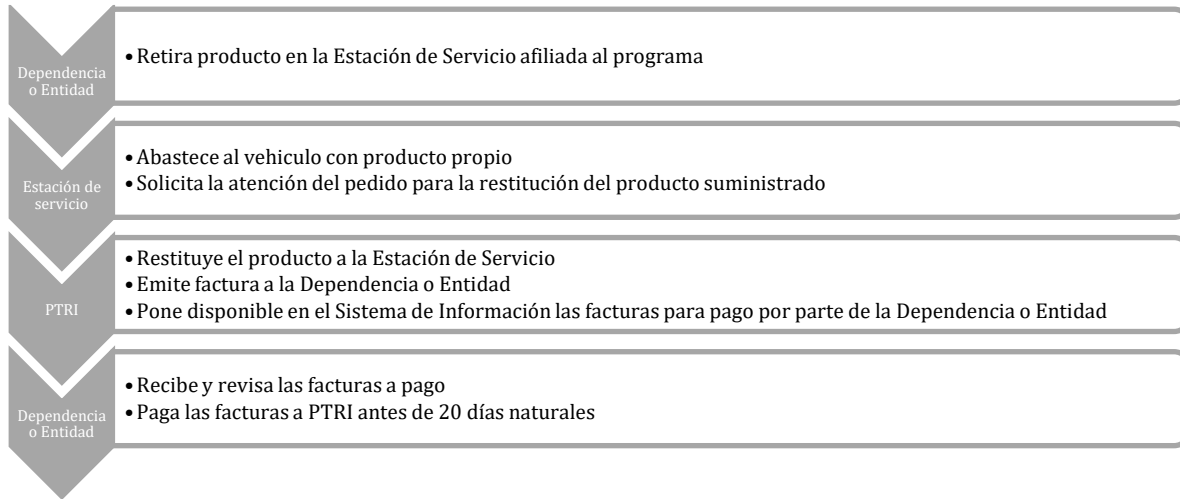 Dependencia
o Entidad
• Retira producto en la Estación de Servicio afiliada al programa
Estación de
servicio
• Abastece al vehiculo con producto propio
• Solicita la atención del pedido para la restitución del producto suministrado
PTRI
• Restituye el producto a la Estación de Servicio
• Emite factura a la Dependencia o Entidad
• Pone disponible en el Sistema de Información las facturas para pago por parte de la Dependencia o Entidad
Dependencia
o Entidad
• Recibe y revisa las facturas a pago
• Paga las facturas a PTRI antes de 20 días naturales